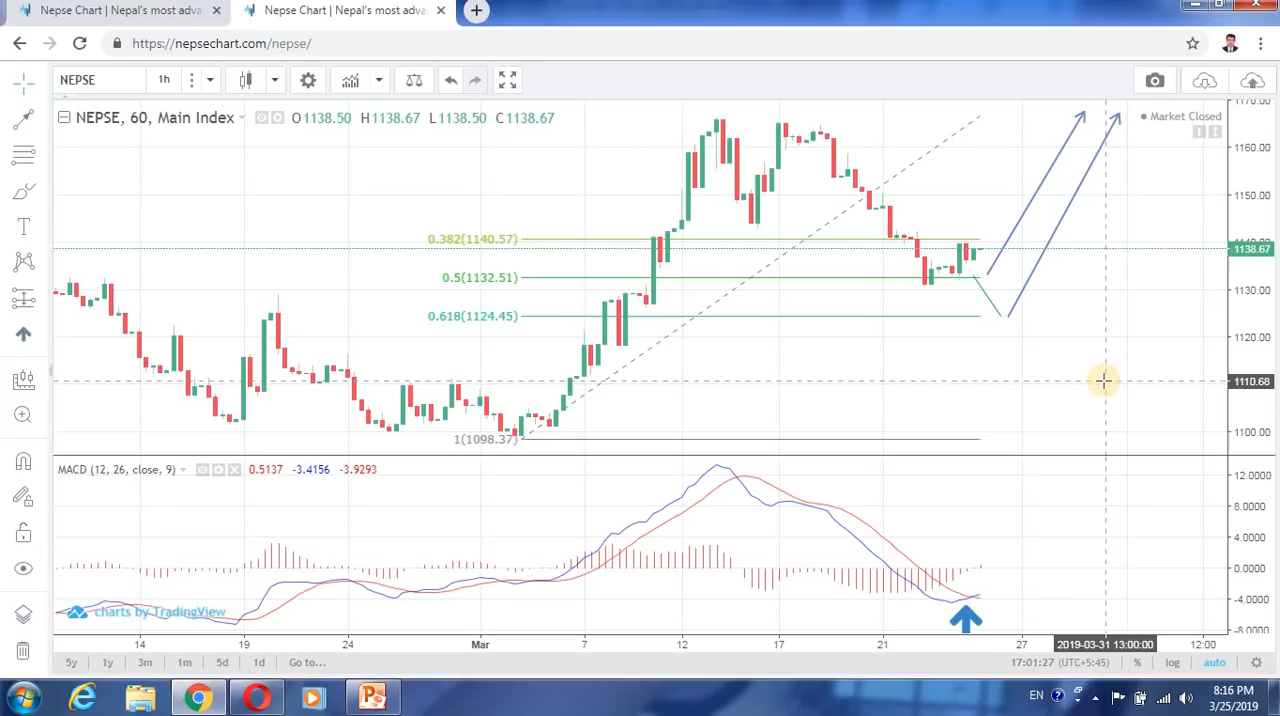 Nepse Chart | Nepal's most adva
Nepse Chart | Nepal's most adva
https://nepsechart.com/nepse/
NEPSE 1h
NEPSE, 60, Main Index O1138.50 H1138.67 L1138.50 C1138.67
Market Closed
1170.00
1160.00
1150.00
0.382(1140.57)
1138.67
0.5(1132.51)
1130.00
0.618(1124.45)
1120.00
1110.68
1100.00
1(1098.37)
MACD (12, 26, close, 9) 0.5137 -3.4156 -3.9293
12.0000
8.0000
4.0000
0.0000
-4.0000
-8.0000
charts by TradingView
14 19 24 Mar 7 12 17 21 27 2019-03-31 13:00:00 12:00
5y 1y 3m 1m 5d 1d Go to... 17:01:27 (UTC+5:45) % log auto
EN 8:16 PM
3/25/2019